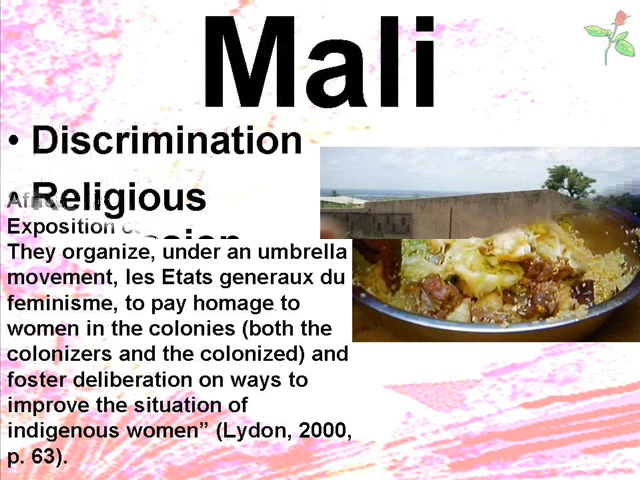 Mali
• Discrimination
• Religious
Exposition
They organize, under an umbrella
movement, les Etats generaux du
feminisme, to pay homage to
women in the colonies (both the
colonizers and the colonized) and
foster deliberation on ways to
improve the situation of
indigenous women” (Lydon, 2000,
p. 63).